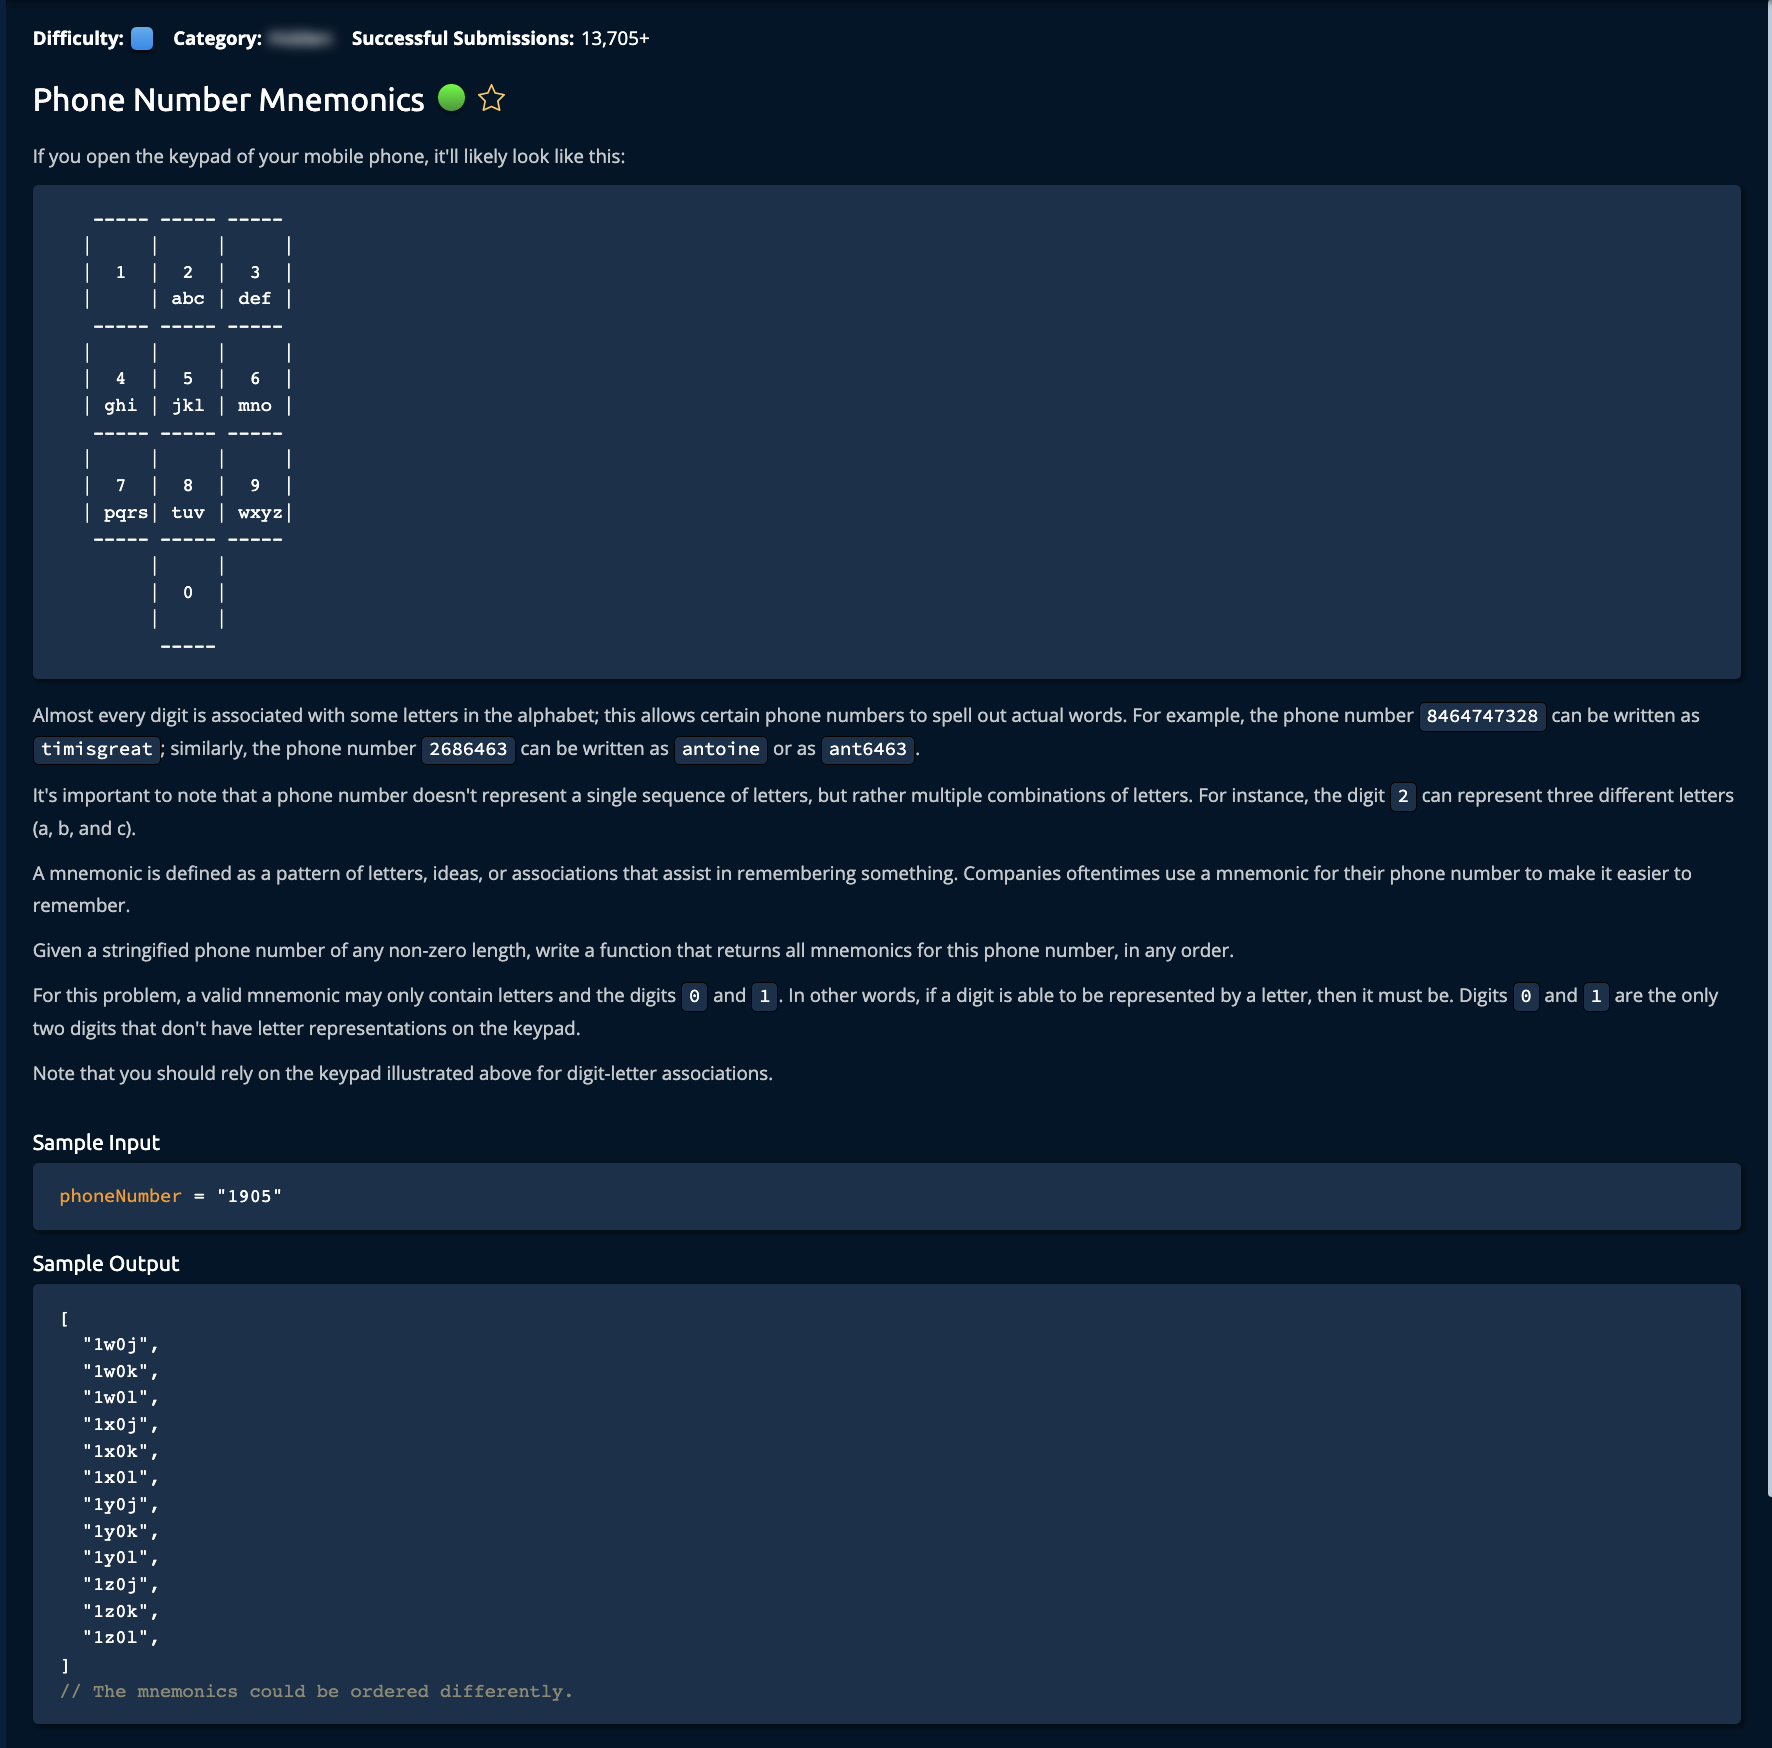 Difficulty: Category: Successful Submissions: 13,705+
Phone Number Mnemonics
If you open the keypad of your mobile phone, it'll likely look like this:
 ----- ----- -----
|     |     |     |
|  1  |  2  |  3  |
|     | abc | def |
 ----- ----- -----
|     |     |     |
|  4  |  5  |  6  |
| ghi | jkl | mno |
 ----- ----- -----
|     |     |     |
|  7  |  8  |  9  |
| pqrs| tuv | wxyz|
 ----- ----- -----
      |     |
      |  0  |
      |     |
       -----
Almost every digit is associated with some letters in the alphabet; this allows certain phone numbers to spell out actual words. For example, the phone number 8464747328 can be written as
timisgreat; similarly, the phone number 2686463 can be written as antoine or as ant6463.
It's important to note that a phone number doesn't represent a single sequence of letters, but rather multiple combinations of letters. For instance, the digit 2 can represent three different letters
(a, b, and c).
A mnemonic is defined as a pattern of letters, ideas, or associations that assist in remembering something. Companies oftentimes use a mnemonic for their phone number to make it easier to
remember.
Given a stringified phone number of any non-zero length, write a function that returns all mnemonics for this phone number, in any order.
For this problem, a valid mnemonic may only contain letters and the digits 0 and 1. In other words, if a digit is able to be represented by a letter, then it must be. Digits 0 and 1 are the only
two digits that don't have letter representations on the keypad.
Note that you should rely on the keypad illustrated above for digit-letter associations.
Sample Input
phoneNumber = "1905"
Sample Output
[
  "1w0j",
  "1w0k",
  "1w0l",
  "1x0j",
  "1x0k",
  "1x0l",
  "1y0j",
  "1y0k",
  "1y0l",
  "1z0j",
  "1z0k",
  "1z0l",
]
// The mnemonics could be ordered differently.